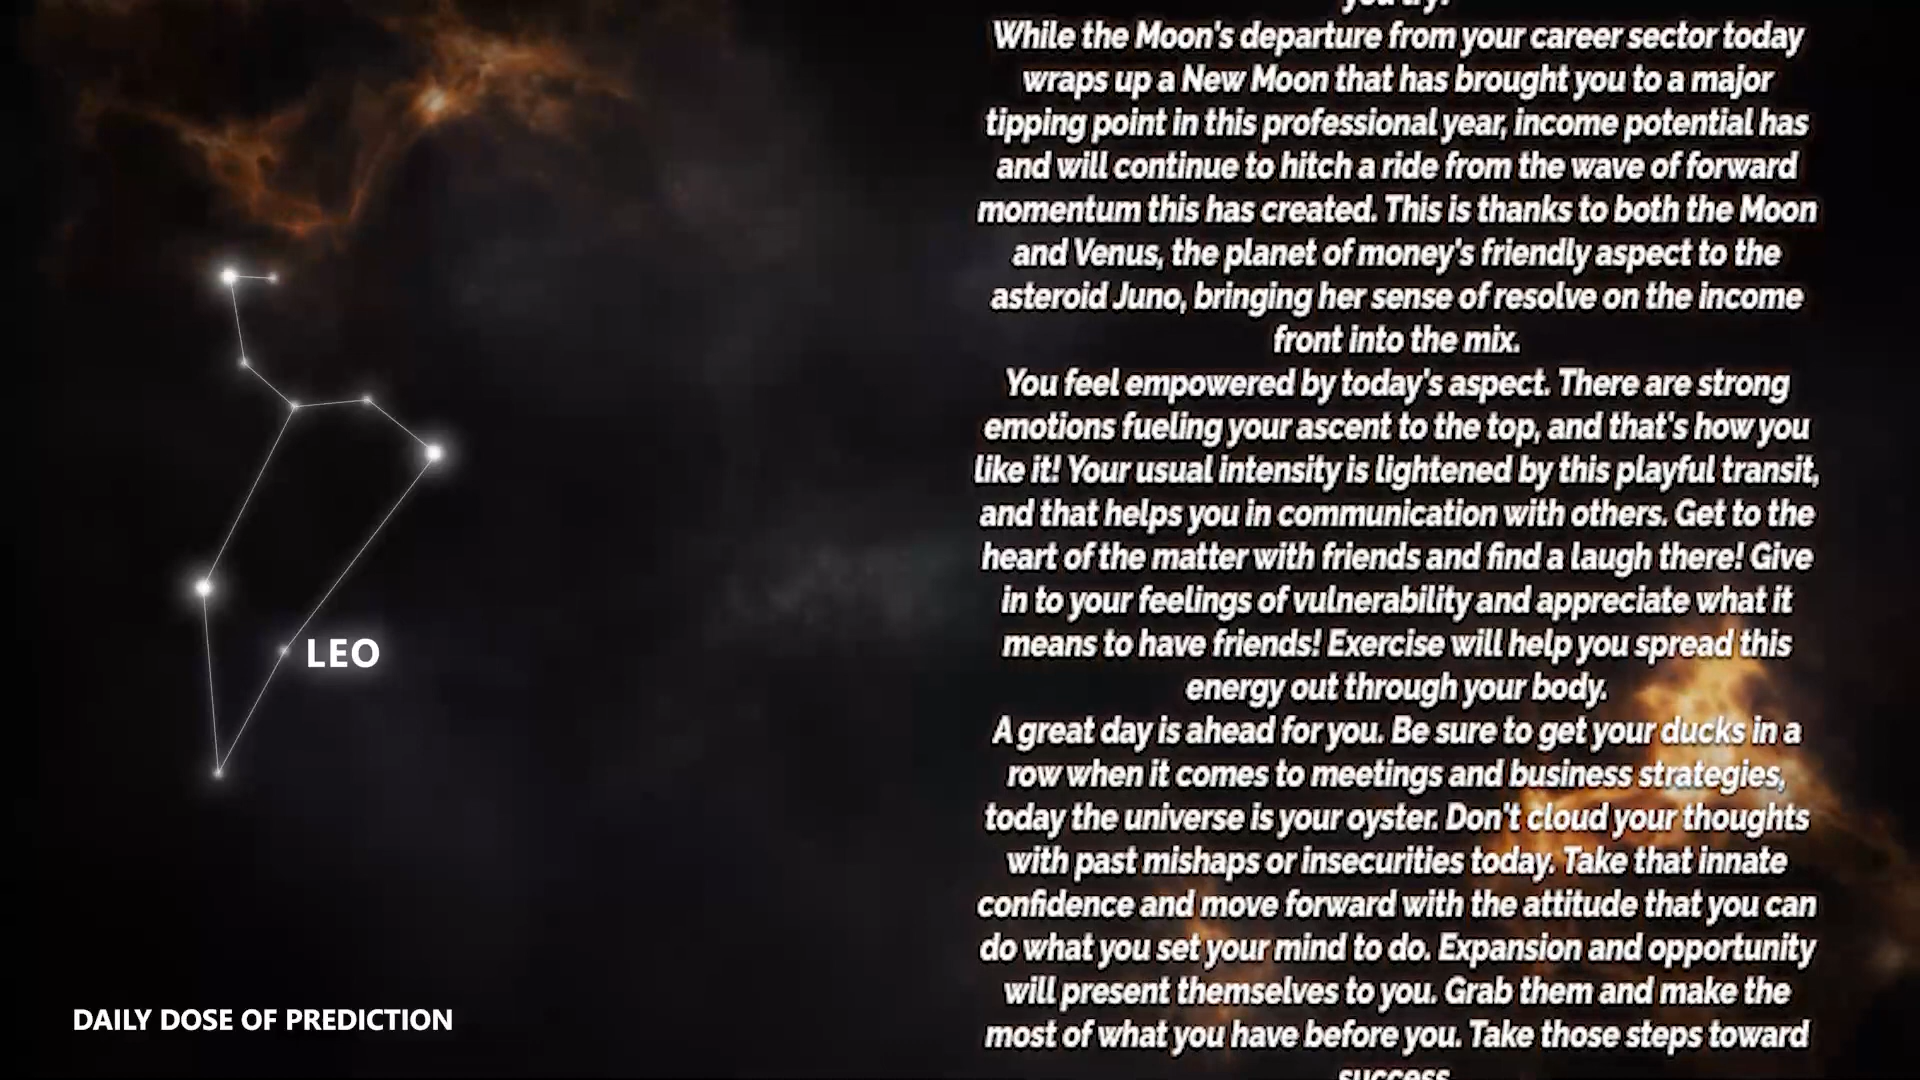 you try.
While the Moon's departure from your career sector today
wraps up a New Moon that has brought you to a major
tipping point in this professional year, income potential has
and will continue to hitch a ride from the wave of forward
momentum this has created. This is thanks to both the Moon
and Venus, the planet of money's friendly aspect to the
asteroid Juno, bringing her sense of resolve on the income
front into the mix.
You feel empowered by today's aspect. There are strong
emotions fueling your ascent to the top, and that's how you
like it! Your usual intensity is lightened by this playful transit,
and that helps you in communication with others. Get to the
heart of the matter with friends and find a laugh there! Give
in to your feelings of vulnerability and appreciate what it
means to have friends! Exercise will help you spread this
energy out through your body.
A great day is ahead for you. Be sure to get your ducks in a
row when it comes to meetings and business strategies,
today the universe is your oyster. Don't cloud your thoughts
with past mishaps or insecurities today. Take that innate
confidence and move forward with the attitude that you can
do what you set your mind to do. Expansion and opportunity
will present themselves to you. Grab them and make the
most of what you have before you. Take those steps toward
success
LEO
DAILY DOSE OF PREDICTION